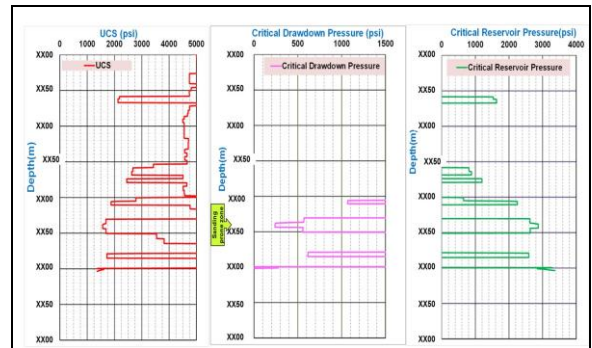 UCS (psi)
0 1000 2000 3000 4000 5000
XX00
UCS
XX50
XX00
XX50
XX00
XX50
XX00
XX50
XX00
Depth(m)
Critical Drawdown Pressure (psi)
0 500 1000 1500
XX00
Critical Drawdown Pressure
XX50
XX00
XX50
XX00
XX50
XX00
XX50
XX00
Depth(m)
Sanding
prone zone
Critical Reservoir Pressure(psi)
0 1000 2000 3000 4000
XX00
Critical Reservoir Pressure
XX50
XX00
XX50
XX00
XX50
XX00
XX50
XX00
Depth(m)